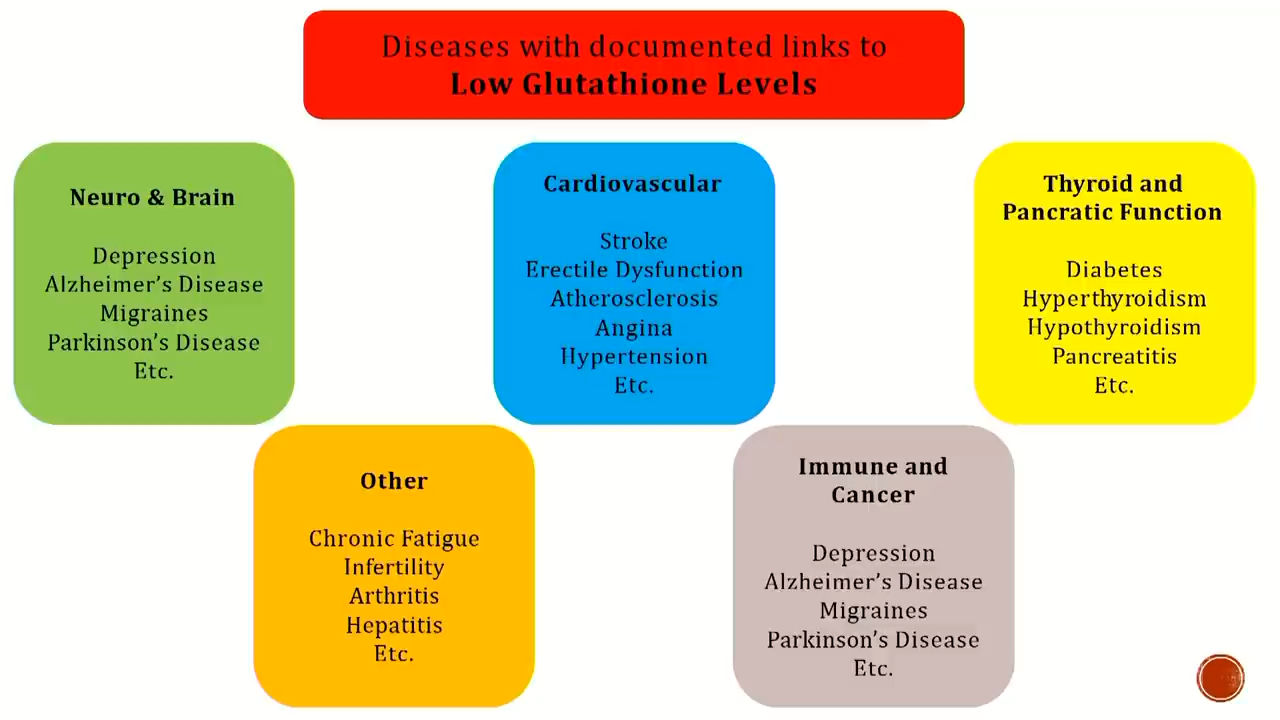 Diseases with documented links to
Low Glutathione Levels
Neuro & Brain
Depression
Alzheimer’s Disease
Migraines
Parkinson’s Disease
Etc.
Cardiovascular
Stroke
Erectile Dysfunction
Atherosclerosis
Angina
Hypertension
Etc.
Thyroid and
Pancratic Function
Diabetes
Hyperthyroidism
Hypothyroidism
Pancreatitis
Etc.
Other
Chronic Fatigue
Infertility
Arthritis
Hepatitis
Etc.
Immune and
Cancer
Depression
Alzheimer’s Disease
Migraines
Parkinson’s Disease
Etc.